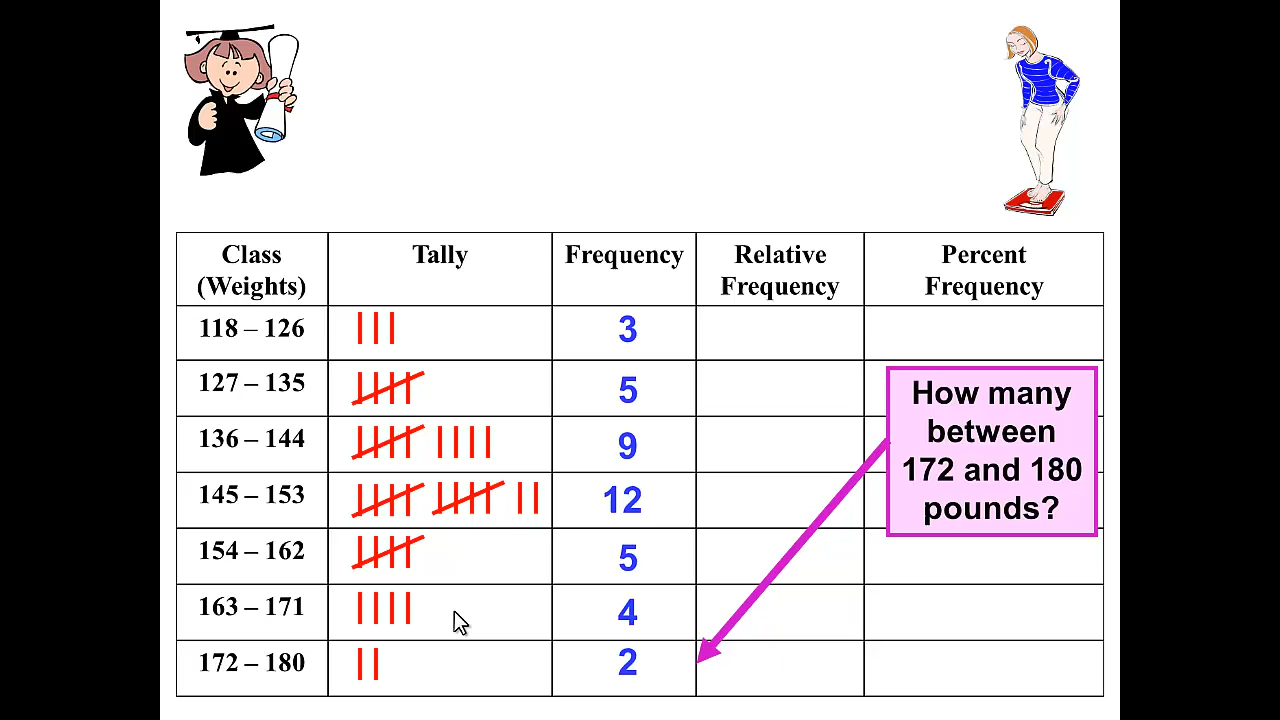 Class
(Weights)
Tally
Frequency
Relative
Frequency
Percent
Frequency
118 – 126
3
127 – 135
5
136 – 144
9
145 – 153
12
154 – 162
5
163 – 171
4
172 – 180
2
How many
between
172 and 180
pounds?